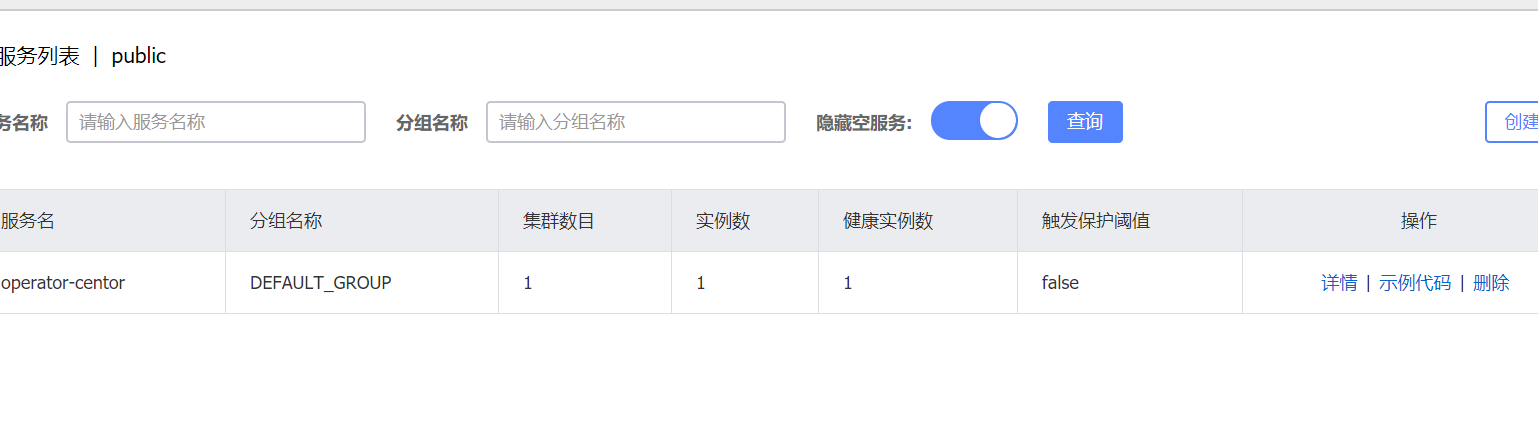 服务列表 | public
务名称 请输入服务名称 分组名称 请输入分组名称 隐藏空服务: 查询 创建
服务名 分组名称 集群数目 实例数 健康实例数 触发保护阈值 操作
operator-centor DEFAULT_GROUP 1 1 1 false 详情 | 示例代码 | 删除